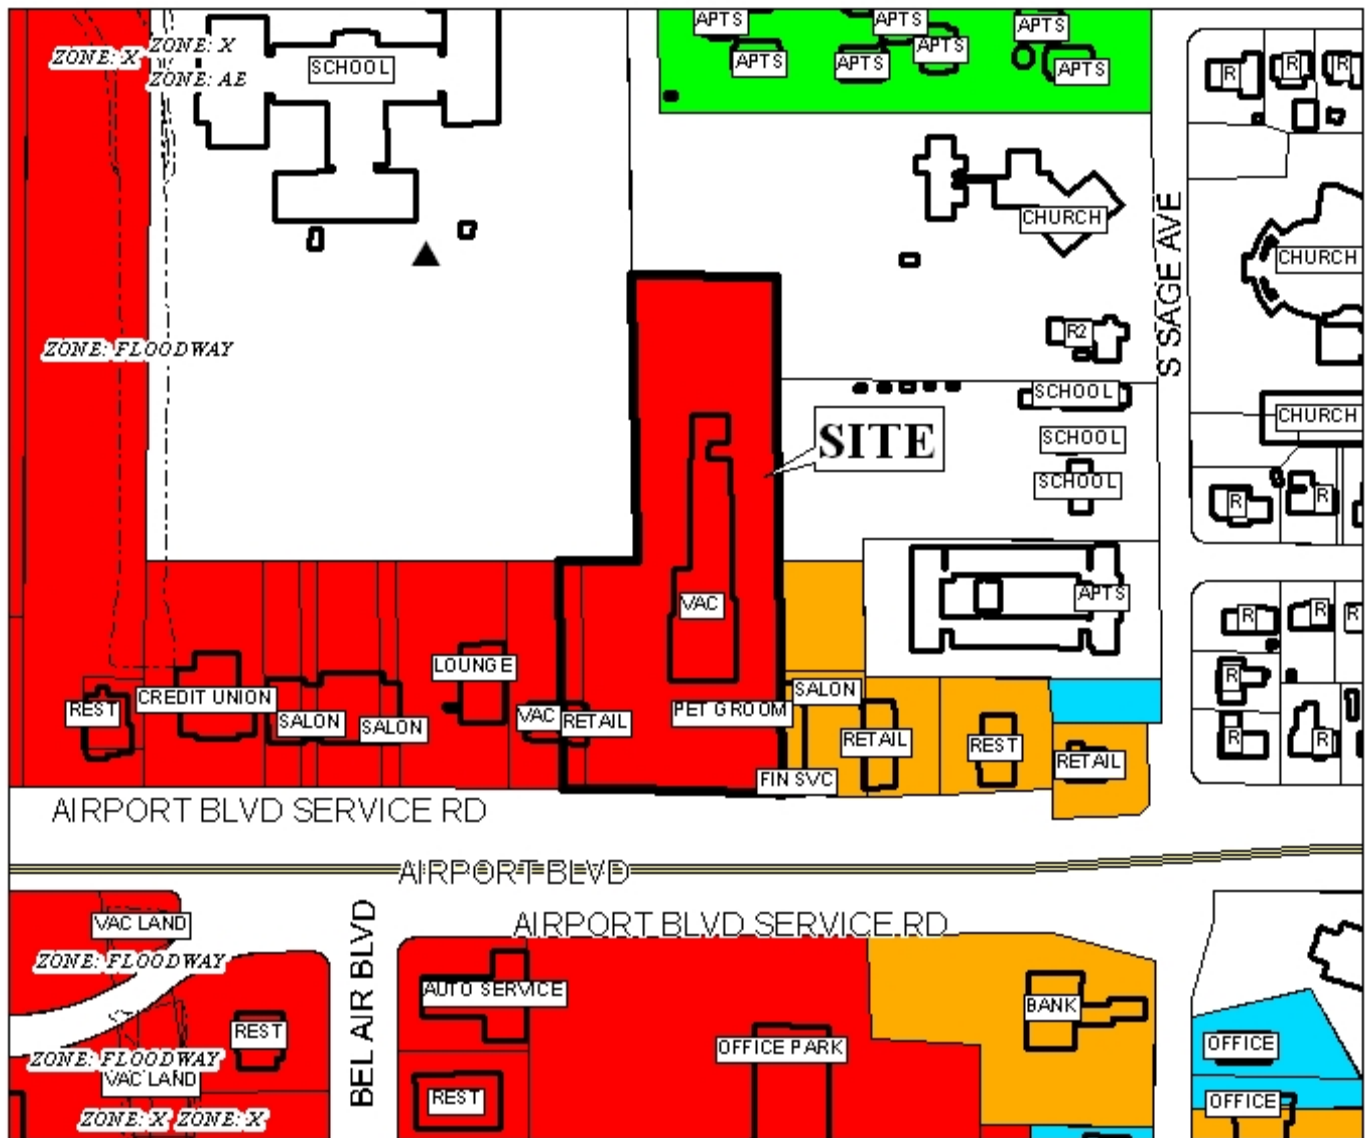 APTS
APTS
APTS
APTS
APTS
APTS
APTS
ZONE: X
ZONE: X
ZONE: AE
SCHOOL
R
R
R
CHURCH
S SAGE AVE
CHURCH
R2
ZONE: FLOODWAY
SCHOOL
SCHOOL
SCHOOL
CHURCH
SITE
R
R
APTS
VAC
R
R
R
R
LOUNGE
SALON
CREDIT UNION
REST
SALON
SALON
VAC
RETAIL
PET GROOM
RETAIL
REST
RETAIL
R
R
FIN SVC
AIRPORT BLVD SERVICE RD
AIRPORT BLVD
AIRPORT BLVD SERVICE RD
VAC LAND
BEL AIR BLVD
ZONE: FLOODWAY
AUTO SERVICE
BANK
REST
OFFICE PARK
OFFICE
ZONE: FLOODWAY
VAC LAND
REST
OFFICE
ZONE: X
ZONE: X